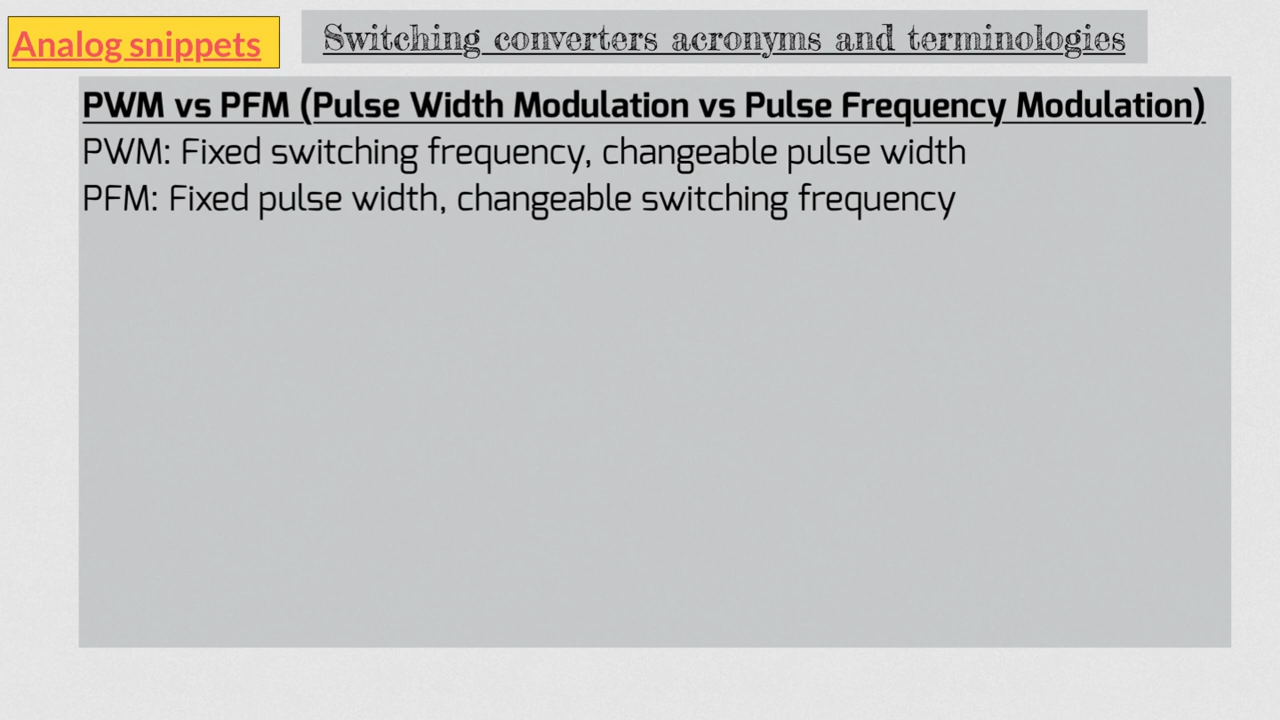 Analog snippets
Switching converters acronyms and terminologies
PWM vs PFM (Pulse Width Modulation vs Pulse Frequency Modulation)
PWM: Fixed switching frequency, changeable pulse width
PFM: Fixed pulse width, changeable switching frequency